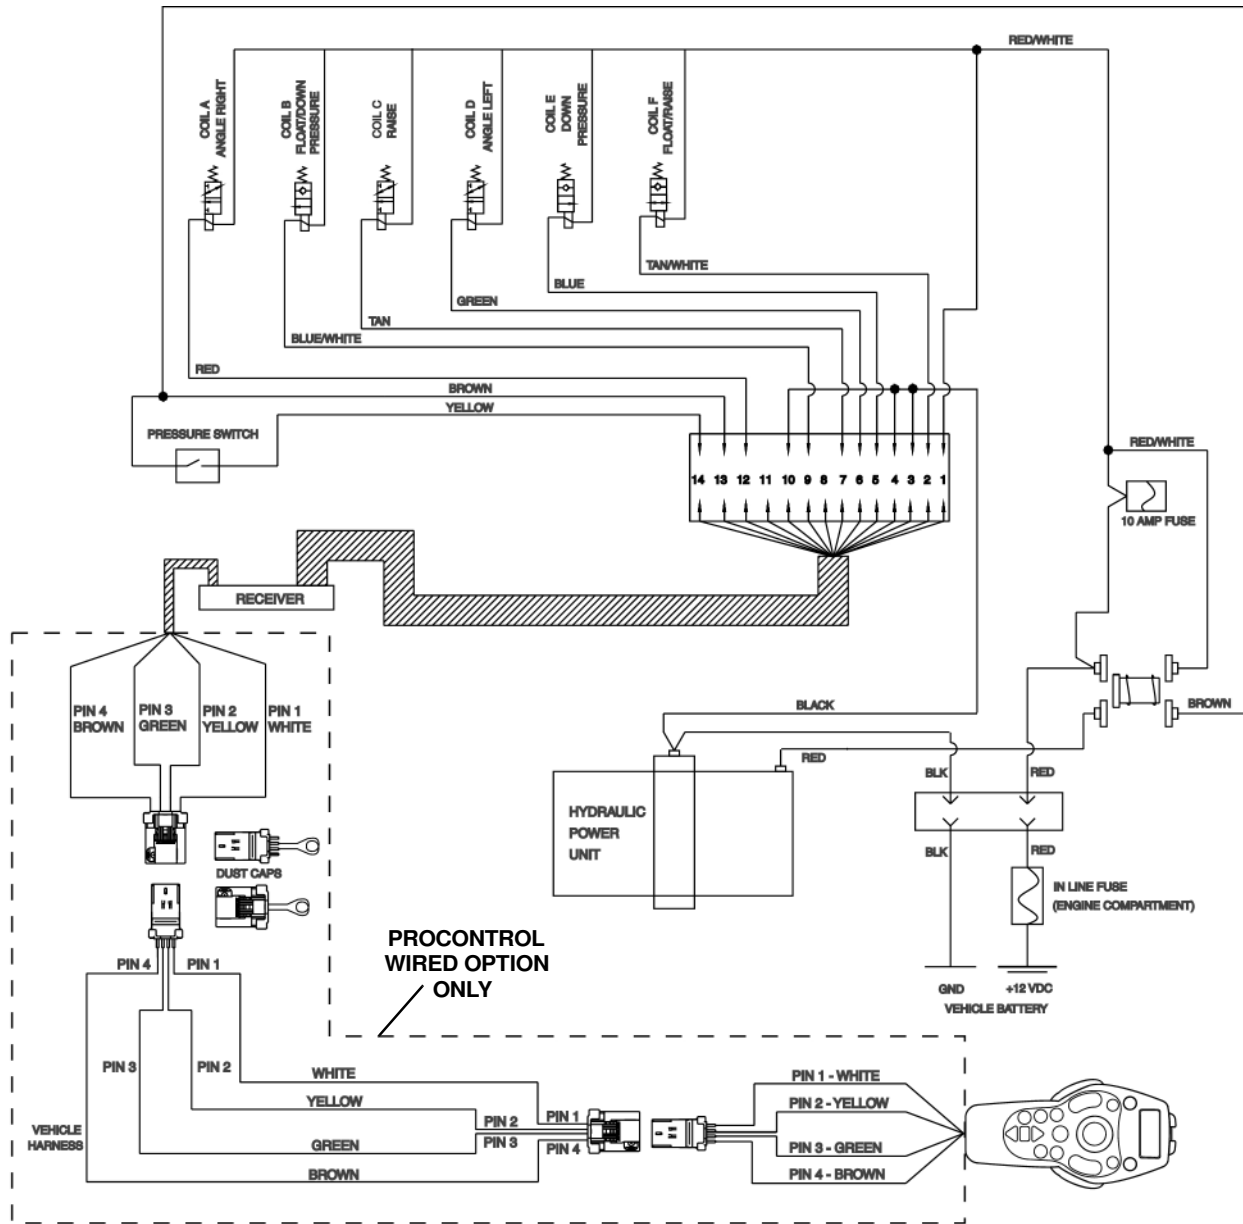 RED/WHITE
COIL A
ANGLE RIGHT
COIL B
FLOAT/DOWN
PRESSURE
COIL C
RAISE
COIL D
ANGLE LEFT
COIL E
DOWN
PRESSURE
COIL F
FLOAT/RAISE
TAN/WHITE
BLUE
GREEN
TAN
BLUE/WHITE
RED
BROWN
YELLOW
PRESSURE SWITCH
RED/WHITE
14 13 12 11 10 9 8 7 6 5 4 3 2 1
10 AMP FUSE
RECEIVER
PIN 4
BROWN
PIN 3
GREEN
PIN 2
YELLOW
PIN 1
WHITE
BLACK
BROWN
RED
BLK
RED
HYDRAULIC
POWER
UNIT
BLK
RED
DUST CAPS
IN LINE FUSE
(ENGINE COMPARTMENT)
PROCONTROL
WIRED OPTION
ONLY
PIN 4
PIN 1
GND
+12 VDC
VEHICLE BATTERY
PIN 3
PIN 2
WHITE
YELLOW
GREEN
BROWN
VEHICLE
HARNESS
PIN 1
PIN 2
PIN 3
PIN 4
PIN 1 - WHITE
PIN 2 - YELLOW
PIN 3 - GREEN
PIN 4 - BROWN